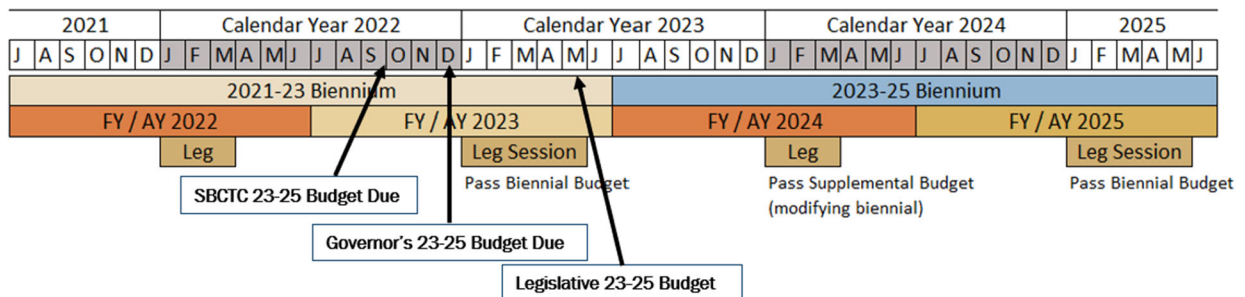 2021 Calendar Year 2022 Calendar Year 2023 Calendar Year 2024 2025
J A S O N D J F M A M J J A S O N D J F M A M J J A S O N D J F M A M J J A S O N D J F M A M J
2021-23 Biennium 2023-25 Biennium
FY / AY 2022 FY / AY 2023 FY / AY 2024 FY / AY 2025
Leg Leg Session Leg Leg Session
Pass Biennial Budget Pass Supplemental Budget Pass Biennial Budget
(modifying biennial)
SBCTC 23-25 Budget Due
Governor's 23-25 Budget Due
Legislative 23-25 Budget